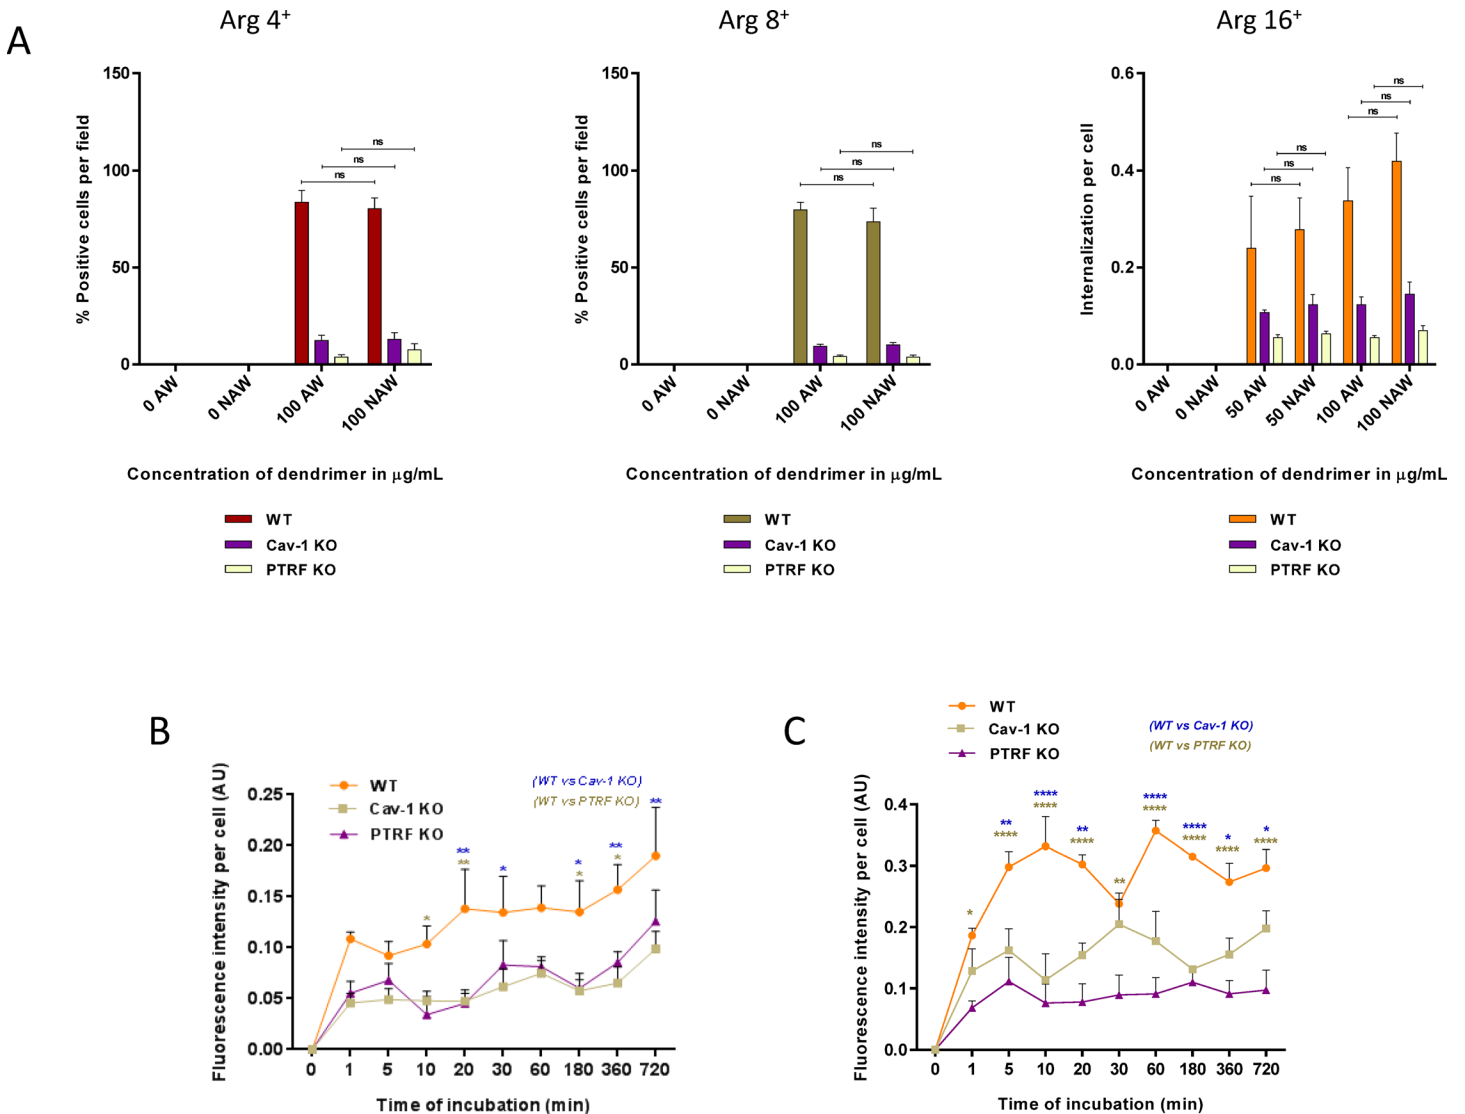 A
Arg 4+
Arg 8+
Arg 16+
150
100
50
0
% Positive cells per field
ns
ns
ns
0 AW
0 NAW
100 AW
100 NAW
Concentration of dendrimer in µg/mL
WT
Cav-1 KO
PTRF KO
150
100
50
0
% Positive cells per field
ns
ns
ns
0 AW
0 NAW
100 AW
100 NAW
Concentration of dendrimer in µg/mL
WT
Cav-1 KO
PTRF KO
0.6
0.4
0.2
0.0
Internalization per cell
ns
ns
ns
ns
ns
ns
0 AW
0 NAW
50 AW
50 NAW
100 AW
100 NAW
Concentration of dendrimer in µg/mL
WT
Cav-1 KO
PTRF KO
B
WT
Cav-1 KO
PTRF KO
(WT vs Cav-1 KO)
(WT vs PTRF KO)
Fluorescence intensity per cell (AU)
0.25
0.20
0.15
0.10
0.05
0.00
*
**
**
*
*
*
**
*
**
0 1 5 10 20 30 60 180 360 720
Time of incubation (min)
C
WT
Cav-1 KO
PTRF KO
(WT vs Cav-1 KO)
(WT vs PTRF KO)
Fluorescence intensity per cell (AU)
0.4
0.3
0.2
0.1
0.0
*
**
****
****
****
**
****
**
****
****
****
****
*
****
*
****
0 1 5 10 20 30 60 180 360 720
Time of incubation (min)